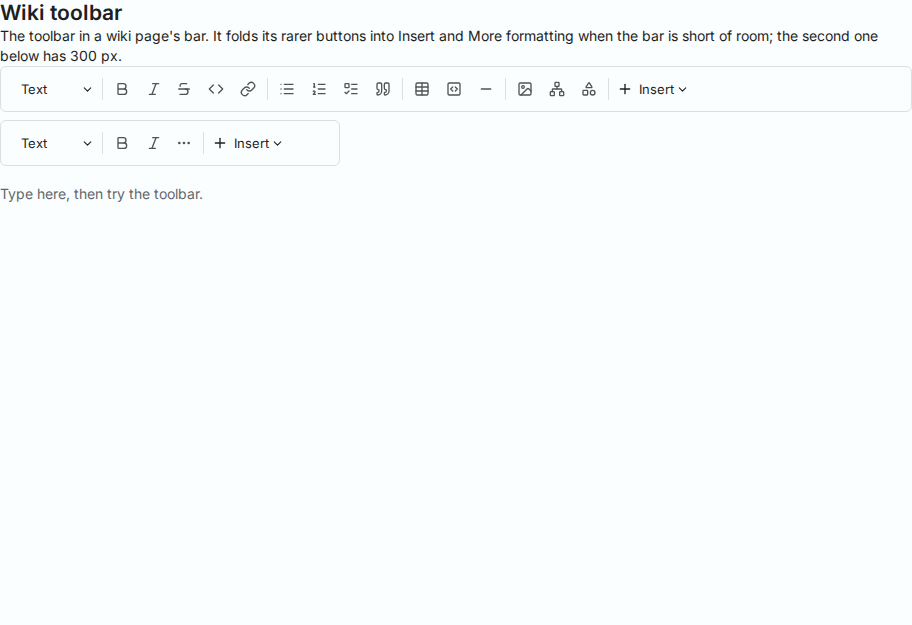 Wiki toolbar
The toolbar in a wiki page's bar. It folds its rarer buttons into Insert and More formatting when the bar is short of room; the second one
below has 300 px.
Text Insert
Text Insert
Type here, then try the toolbar.